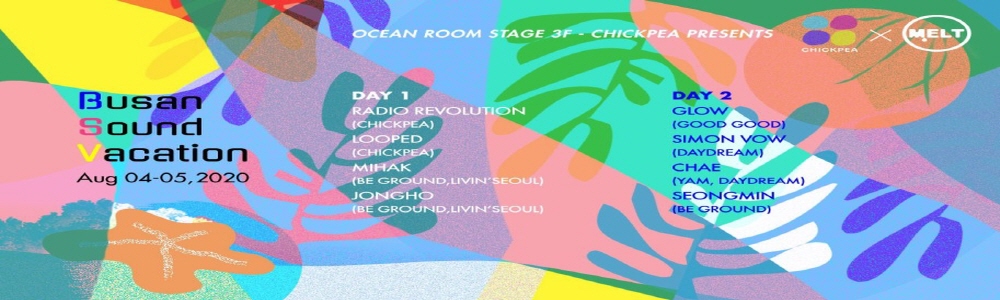 OCEAN ROOM STAGE 3F - CHICKPEA PRESENTS
CHICKPEA
MELT
Busan
Sound
Vacation
Aug 04-05,2020
DAY 1
RADIO REVOLUTION
(CHICKPEA)
LOOPED
(CHICKPEA)
MIHAK
(BE GROUND,LIVIN'SEOUL)
JONGHO
(BE GROUND,LIVIN'SEOUL)
DAY 2
GLOW
(GOOD GOOD)
SIMON VOW
(DAYDREAM)
CHAE
(YAM, DAYDREAM)
SEONGMIN
(BE GROUND)